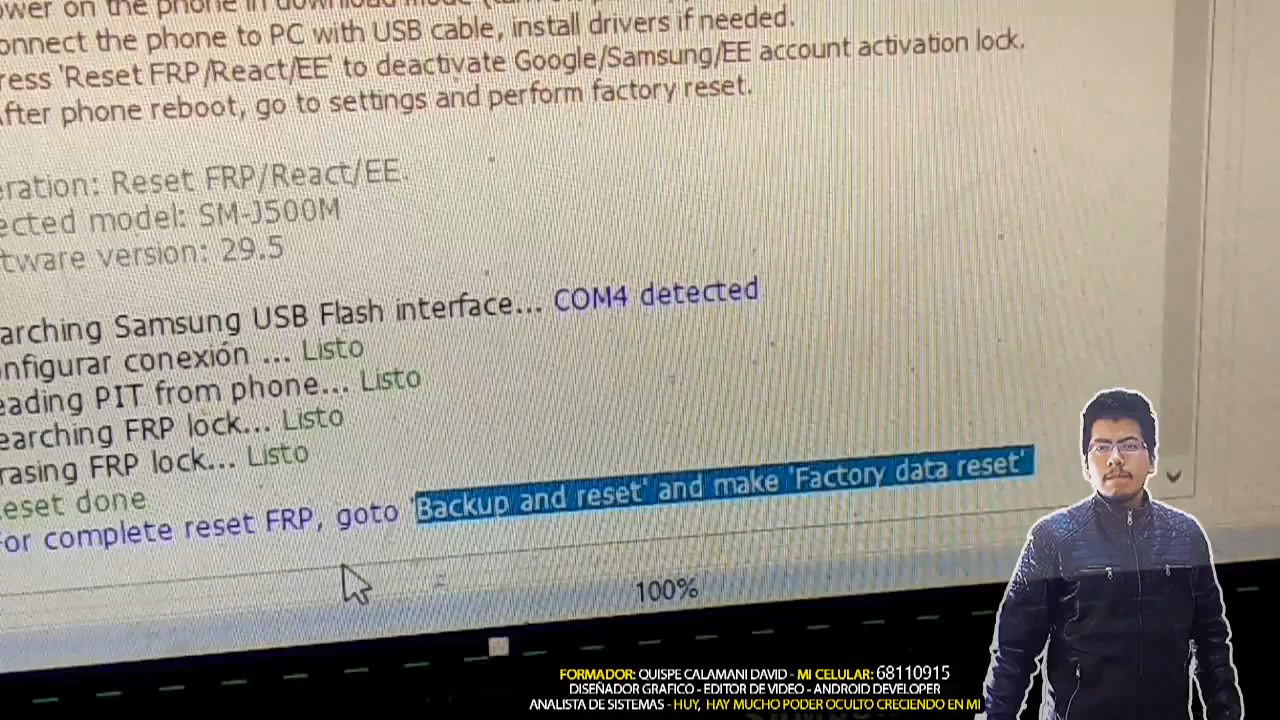 ower on the phone in download mode
onnect the phone to PC with USB cable, install drivers if needed.
ress 'Reset FRP/React/EE' to deactivate Google/Samsung/EE account activation lock.
fter phone reboot, go to settings and perform factory reset.
eration: Reset FRP/React/EE.
ected model: SM-J500M
tware version: 29.5
arching Samsung USB Flash interface... COM4 detected
onfigurar conexión ... Listo
eading PIT from phone... Listo
earching FRP lock... Listo
rasing FRP lock... Listo
eset done
For complete reset FRP, goto 'Backup and reset' and make 'Factory data reset'
100%
FORMADOR: QUISPE CALAMANI DAVID - MI CELULAR: 68110915
DISEÑADOR GRAFICO - EDITOR DE VIDEO - ANDROID DEVELOPER
ANALISTA DE SISTEMAS - HUY, HAY MUCHO PODER OCULTO CRECIENDO EN MI